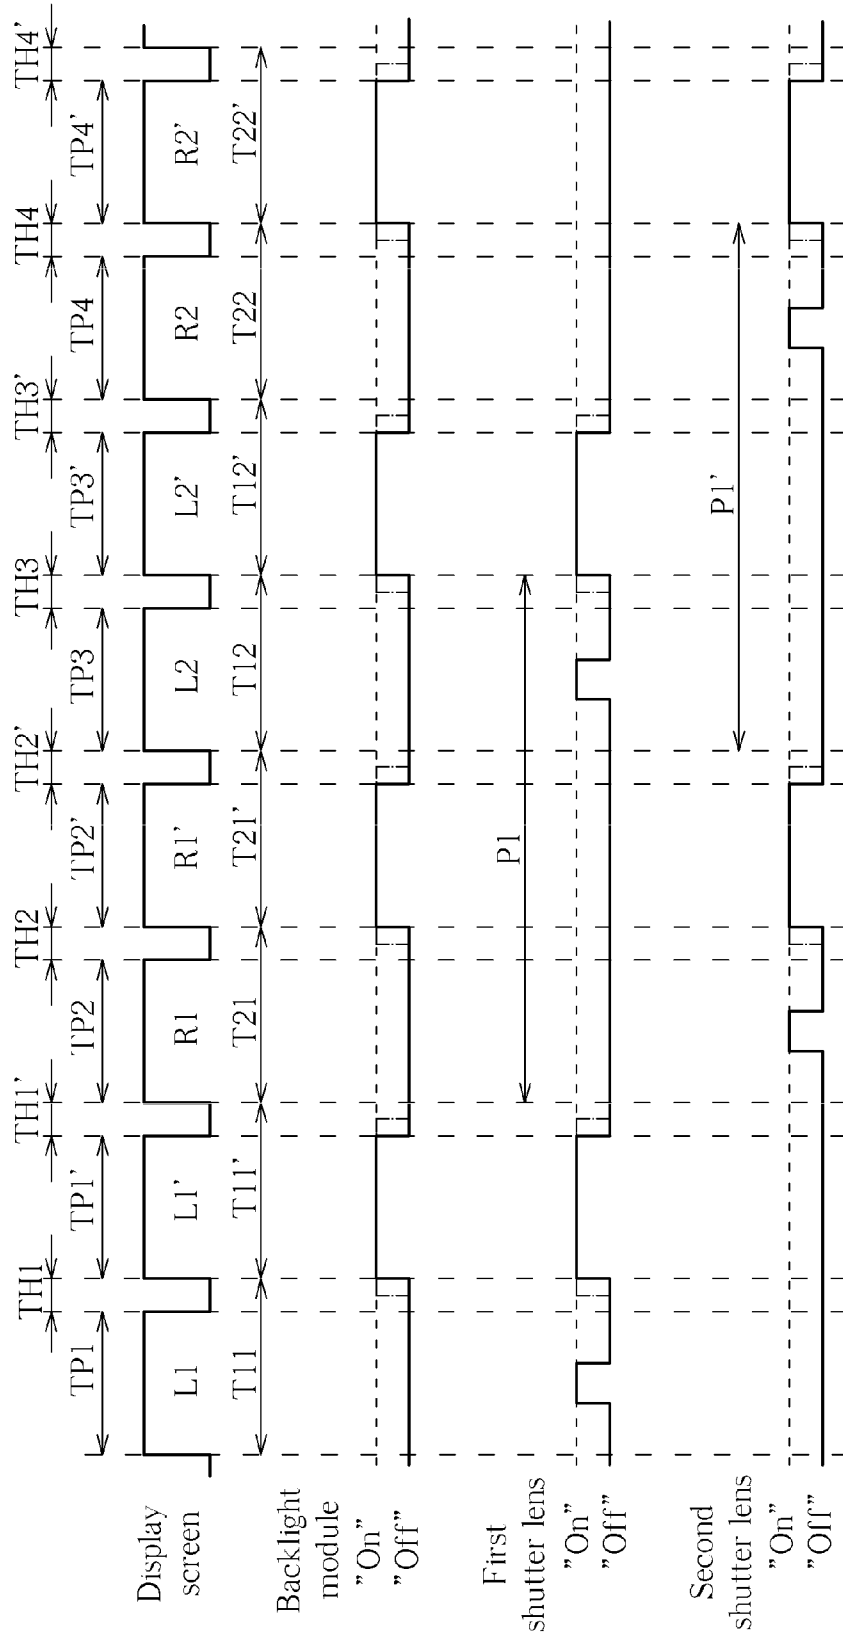 TH1 TH1' TH2 TH2' TH3 TH3' TH4 TH4'
TP1 TP1' TP2 TP2' TP3 TP3' TP4 TP4'
Display
screen
L1 L1' R1 R1' L2 L2' R2 R2'
T11 T11' T21 T21' T12 T12' T22 T22'
Backlight
module
"On"
"Off"
P1
First
shutter lens
"On"
"Off"
P1'
Second
shutter lens
"On"
"Off"